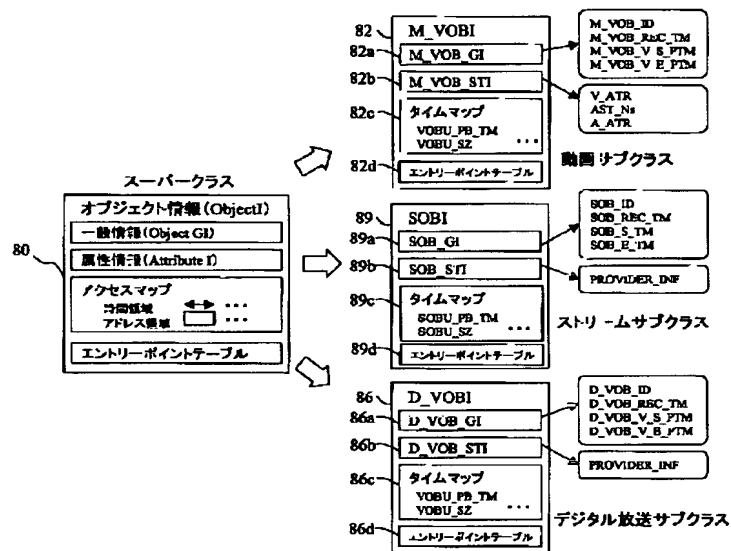 スーパークラス
80
オブジェクト情報(ObjectI)
一般情報(Object GI)
属性情報(Attribute I)
アクセスマップ
時間領域 ...
アドレス領域 ...
エントリーポイントテーブル
82
M_VOBI
82a
M_VOB_GI
82b
M_VOB_STI
82c
タイムマップ
VOBU_PB_TM
VOBU_SZ ...
82d
エントリーポイントテーブル
M_VOB_ID
M_VOB_REC_TM
M_VOB_V_S_PTM
M_VOB_V_E_PTM
V_ATR
AST_Ns
A_ATR
動画サブクラス
89
SOBI
89a
SOB_GI
89b
SOB_STI
89c
タイムマップ
SOBU_PB_TM
SOBU_SZ ...
89d
エントリーポイントテーブル
SOB_ID
SOB_REC_TM
SOB_S_TM
SOB_E_TM
PROVIDER_INF
ストリームサブクラス
86
D_VOBI
86a
D_VOB_GI
86b
D_VOB_STI
86c
タイムマップ
VOBU_PB_TM
VOBU_SZ ...
86d
エントリーポイントテーブル
D_VOB_ID
D_VOB_REC_TM
D_VOB_V_S_PTM
D_VOB_V_E_PTM
PROVIDER_INF
デジタル放送サブクラス